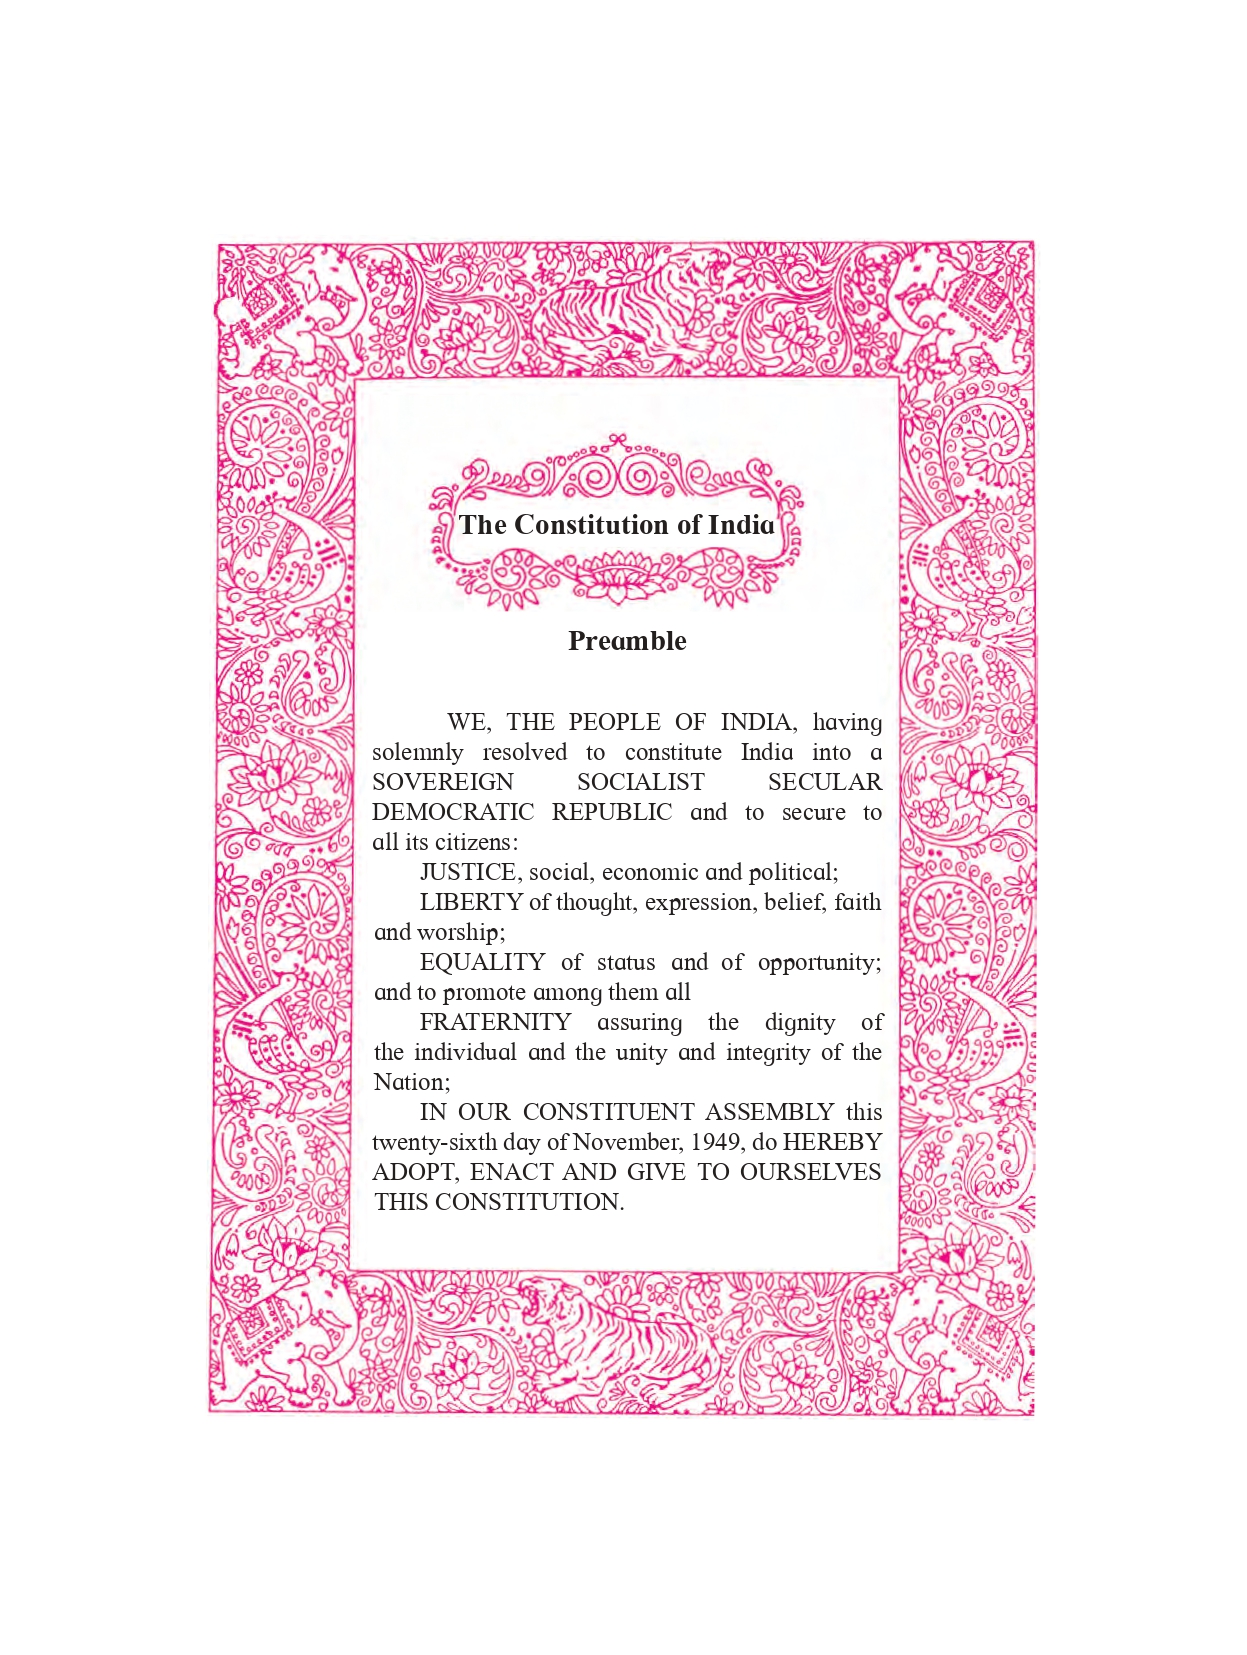 The Constitution of India
Preamble
WE, THE PEOPLE OF INDIA, having
solemnly resolved to constitute India into a
SOVEREIGN SOCIALIST SECULAR
DEMOCRATIC REPUBLIC and to secure to
all its citizens:
JUSTICE, social, economic and political;
LIBERTY of thought, expression, belief, faith
and worship;
EQUALITY of status and of opportunity;
and to promote among them all
FRATERNITY assuring the dignity of
the individual and the unity and integrity of the
Nation;
IN OUR CONSTITUENT ASSEMBLY this
twenty-sixth day of November, 1949, do HEREBY
ADOPT, ENACT AND GIVE TO OURSELVES
THIS CONSTITUTION.